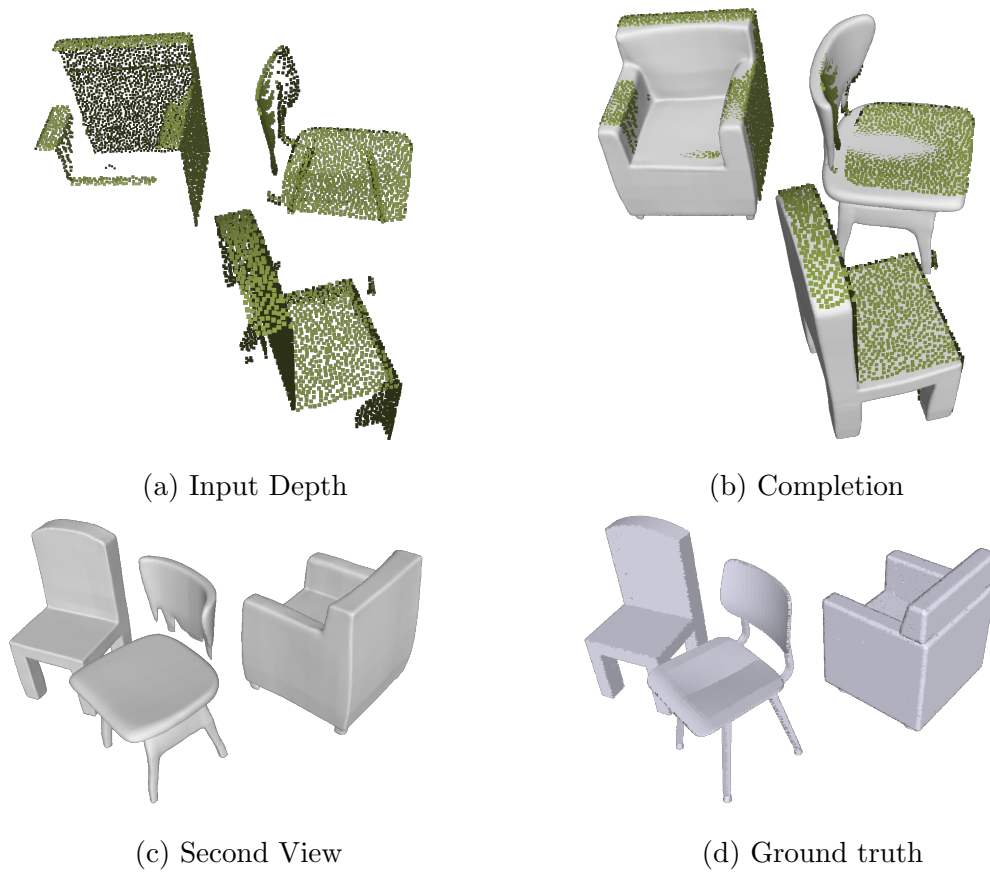 (a) Input Depth
(b) Completion
(c) Second View
(d) Ground truth